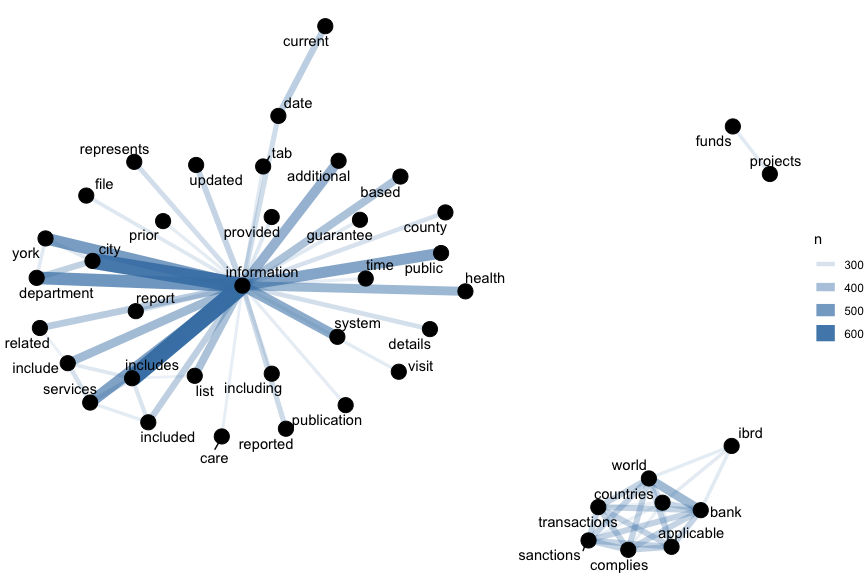 current
date
represents
tab
updated
additional
based
file
prior
provided
guarantee
county
york
city
information
time
public
department
health
report
system
related
details
include
includes
visit
services
list
including
included
publication
care
reported
funds
projects
n
300
400
500
600
ibrd
world
countries
bank
transactions
applicable
sanctions
complies